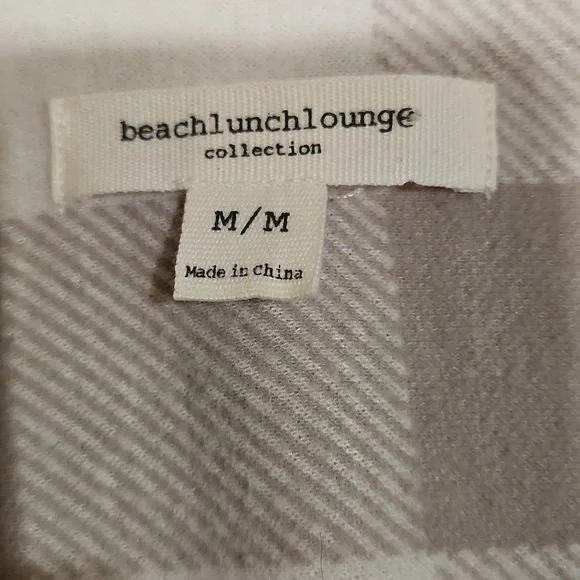 beachlunchlounge
collection
M/M
Made in China